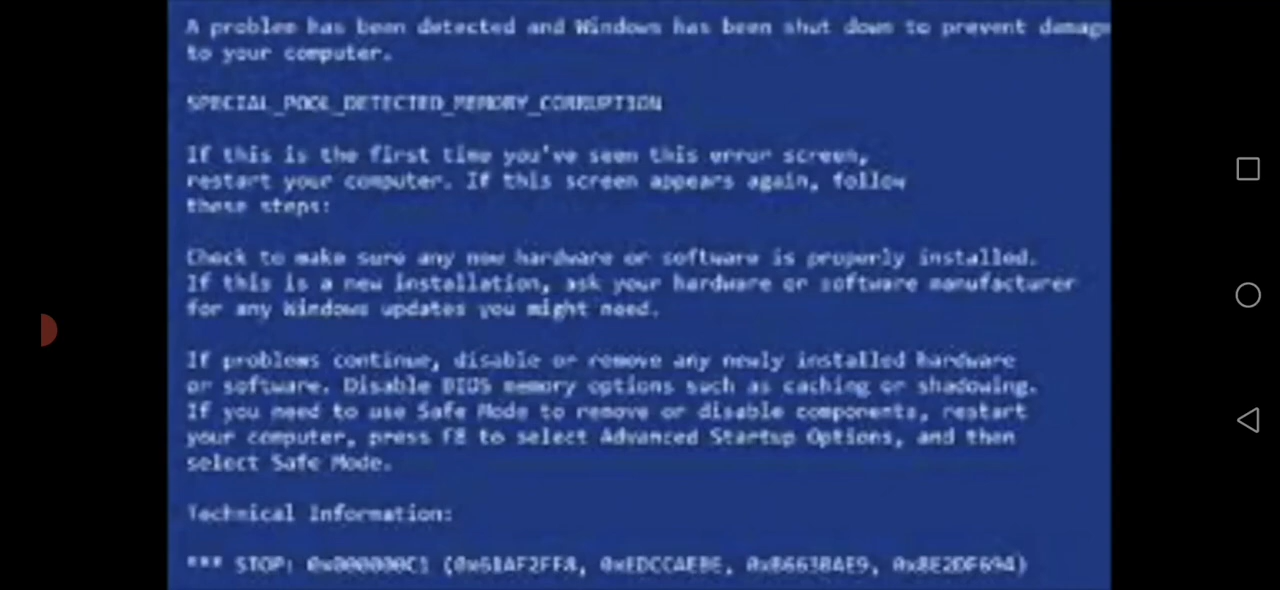 A problem has been detected and Windows has been shut down to prevent damage
to your computer.
SPECIAL_POOL_DETECTED_MEMORY_CORRUPTION
If this is the first time you've seen this error screen,
restart your computer. If this screen appears again, follow
these steps:
Check to make sure any new hardware or software is properly installed.
If this is a new installation, ask your hardware or software manufacturer
for any Windows updates you might need.
If problems continue, disable or remove any newly installed hardware
or software. Disable BIOS memory options such as caching or shadowing.
If you need to use Safe Mode to remove or disable components, restart
your computer, press F8 to select Advanced Startup Options, and then
select Safe Mode.
Technical Information:
*** STOP: 0x000000C1 (0x61AF2FF8, 0xEDCCAEBE, 0xB663BAE9, 0x8E2DF694)